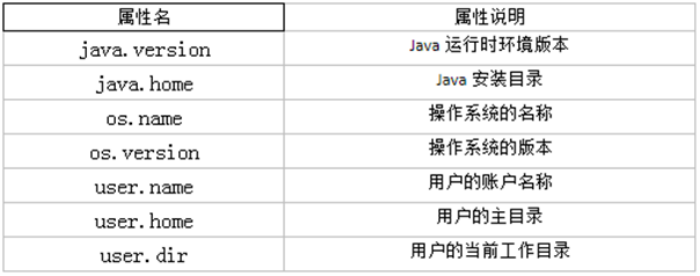 属性名 属性说明
java.version Java 运行时环境版本
java.home Java 安装目录
os.name 操作系统的名称
os.version 操作系统的版本
user.name 用户的账户名称
user.home 用户的主目录
user.dir 用户的当前工作目录